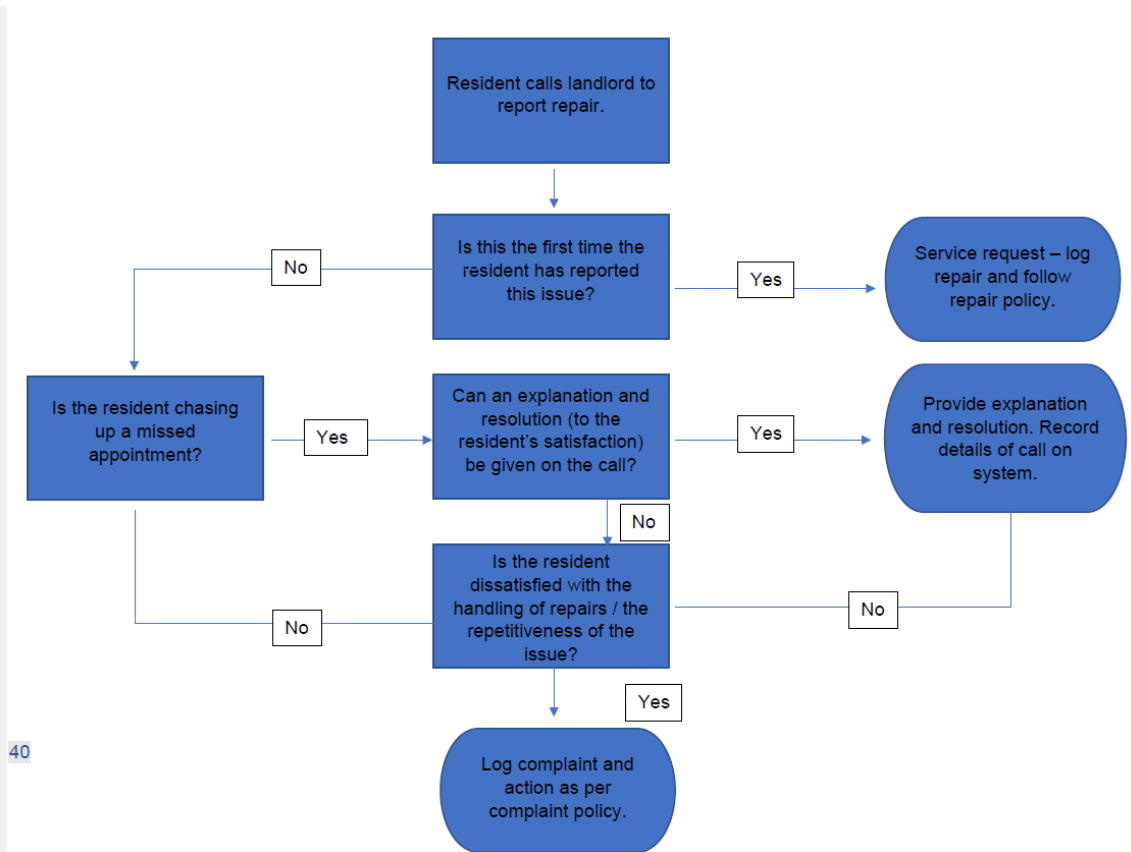 Resident calls landlord to
report repair.
Is this the first time the
resident has reported
this issue?
No
Yes
Service request – log
repair and follow
repair policy.
Is the resident chasing
up a missed
appointment?
Yes
Can an explanation and
resolution (to the
resident's satisfaction)
be given on the call?
Yes
Provide explanation
and resolution. Record
details of call on
system.
No
Is the resident
dissatisfied with the
handling of repairs / the
repetitiveness of the
issue?
No
No
Yes
Log complaint and
action as per
complaint policy.
40